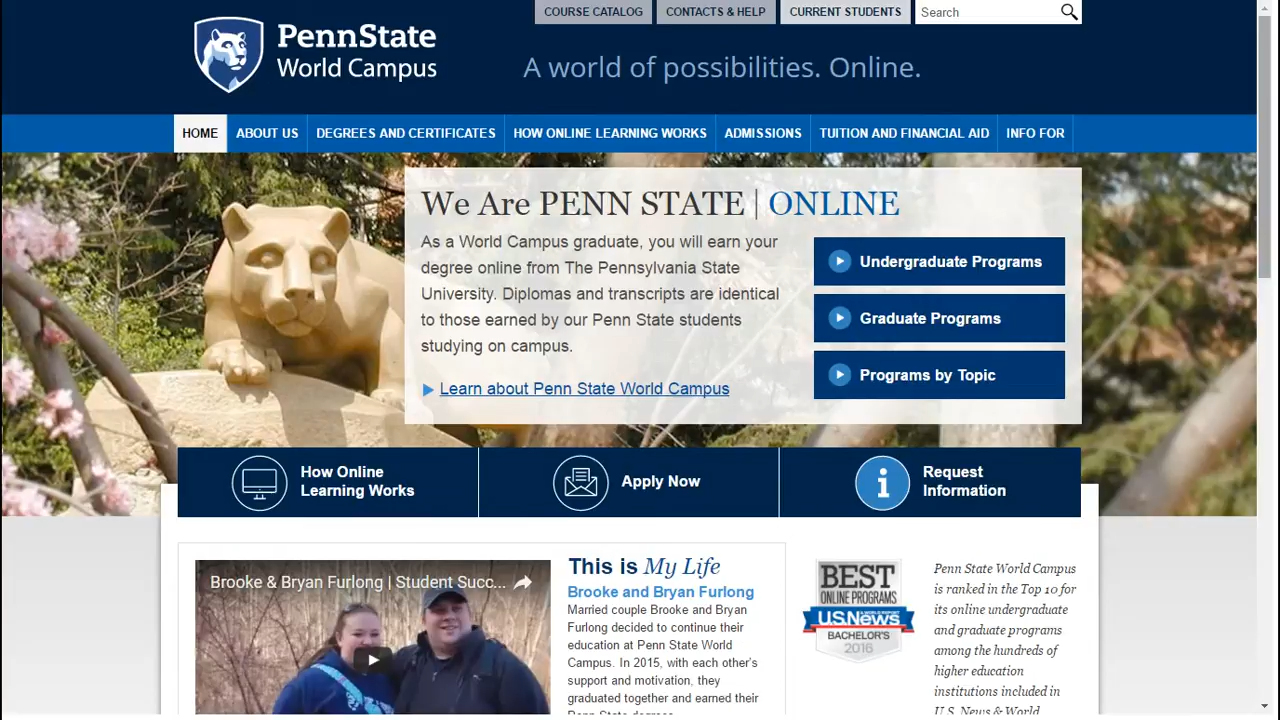 COURSE CATALOG
CONTACTS & HELP
CURRENT STUDENTS
Search
PennState
World Campus
A world of possibilities. Online.
HOME
ABOUT US
DEGREES AND CERTIFICATES
HOW ONLINE LEARNING WORKS
ADMISSIONS
TUITION AND FINANCIAL AID
INFO FOR
We Are PENN STATE | ONLINE
As a World Campus graduate, you will earn your
degree online from The Pennsylvania State
University. Diplomas and transcripts are identical
to those earned by our Penn State students
studying on campus.
Learn about Penn State World Campus
Undergraduate Programs
Graduate Programs
Programs by Topic
How Online
Learning Works
Apply Now
Request
Information
Brooke & Bryan Furlong | Student Succ...
This is My Life
Brooke and Bryan Furlong
Married couple Brooke and Bryan
Furlong decided to continue their
education at Penn State World
Campus. In 2015, with each other's
support and motivation, they
graduated together and earned their
Penn State degrees
BEST
ONLINE PROGRAMS
U.S.News
BACHELOR'S
2016
Penn State World Campus
is ranked in the Top 10 for
its online undergraduate
and graduate programs
among the hundreds of
higher education
institutions included in
U.S. News & World